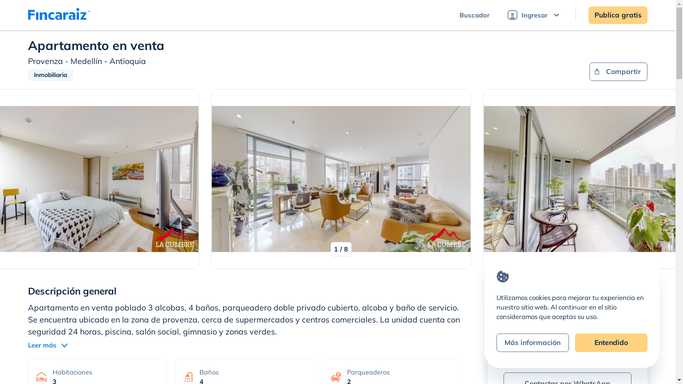 Fincaraiz
Buscador
Ingresar
Publica gratis
Apartamento en venta
Provenza - Medellín - Antioquia
Inmobiliaria
Compartir
LA CUMBRE
1 / 8
LA CUMBRE
Descripción general
Apartamento en venta poblado 3 alcobas, 4 baños, parqueadero doble privado cubierto, alcoba y baño de servicio.
Se encuentra ubicado en la zona de provenza, cerca de supermercados y centros comerciales. La unidad cuenta con
seguridad 24 horas, piscina, salón social, gimnasio y zonas verdes.
Leer más
Habitaciones
3
Baños
4
Parqueaderos
2
Utilizamos cookies para mejorar tu experiencia en
nuestro sitio web. Al continuar en el sitio
consideramos que aceptas su uso.
Más información
Entendido
Contactar por WhatsApp